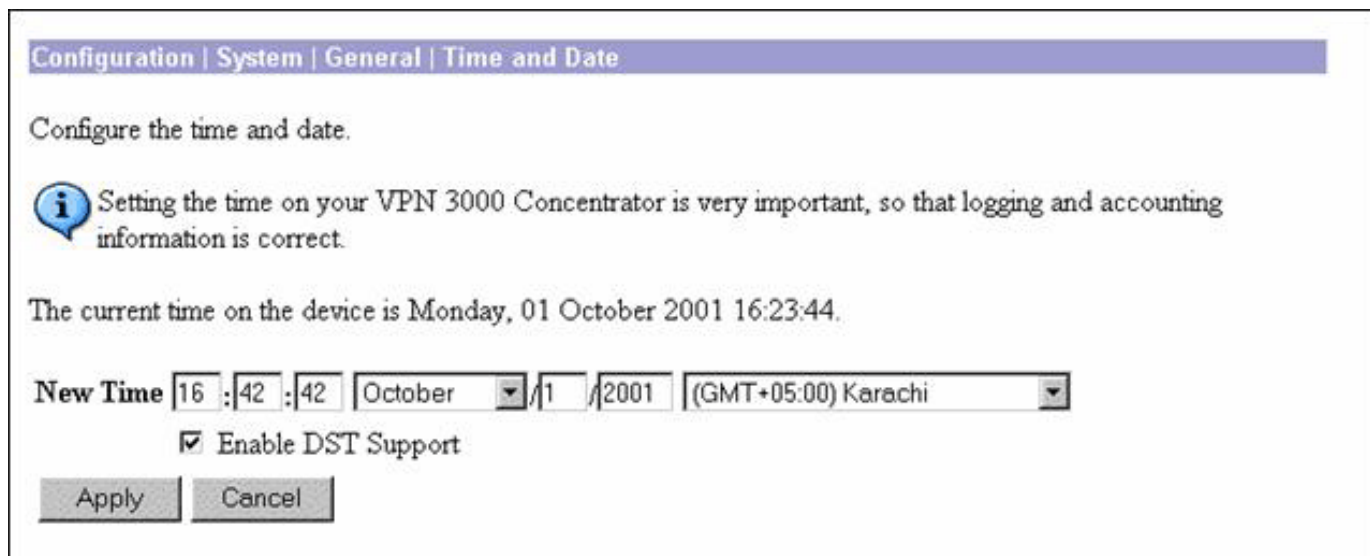 Configuration | System | General | Time and Date
Configure the time and date.
Setting the time on your VPN 3000 Concentrator is very important, so that logging and accounting
information is correct.
The current time on the device is Monday, 01 October 2001 16:23:44.
New Time 16 : 42 : 42 October / 1 / 2001 (GMT+05:00) Karachi
Enable DST Support
Apply Cancel